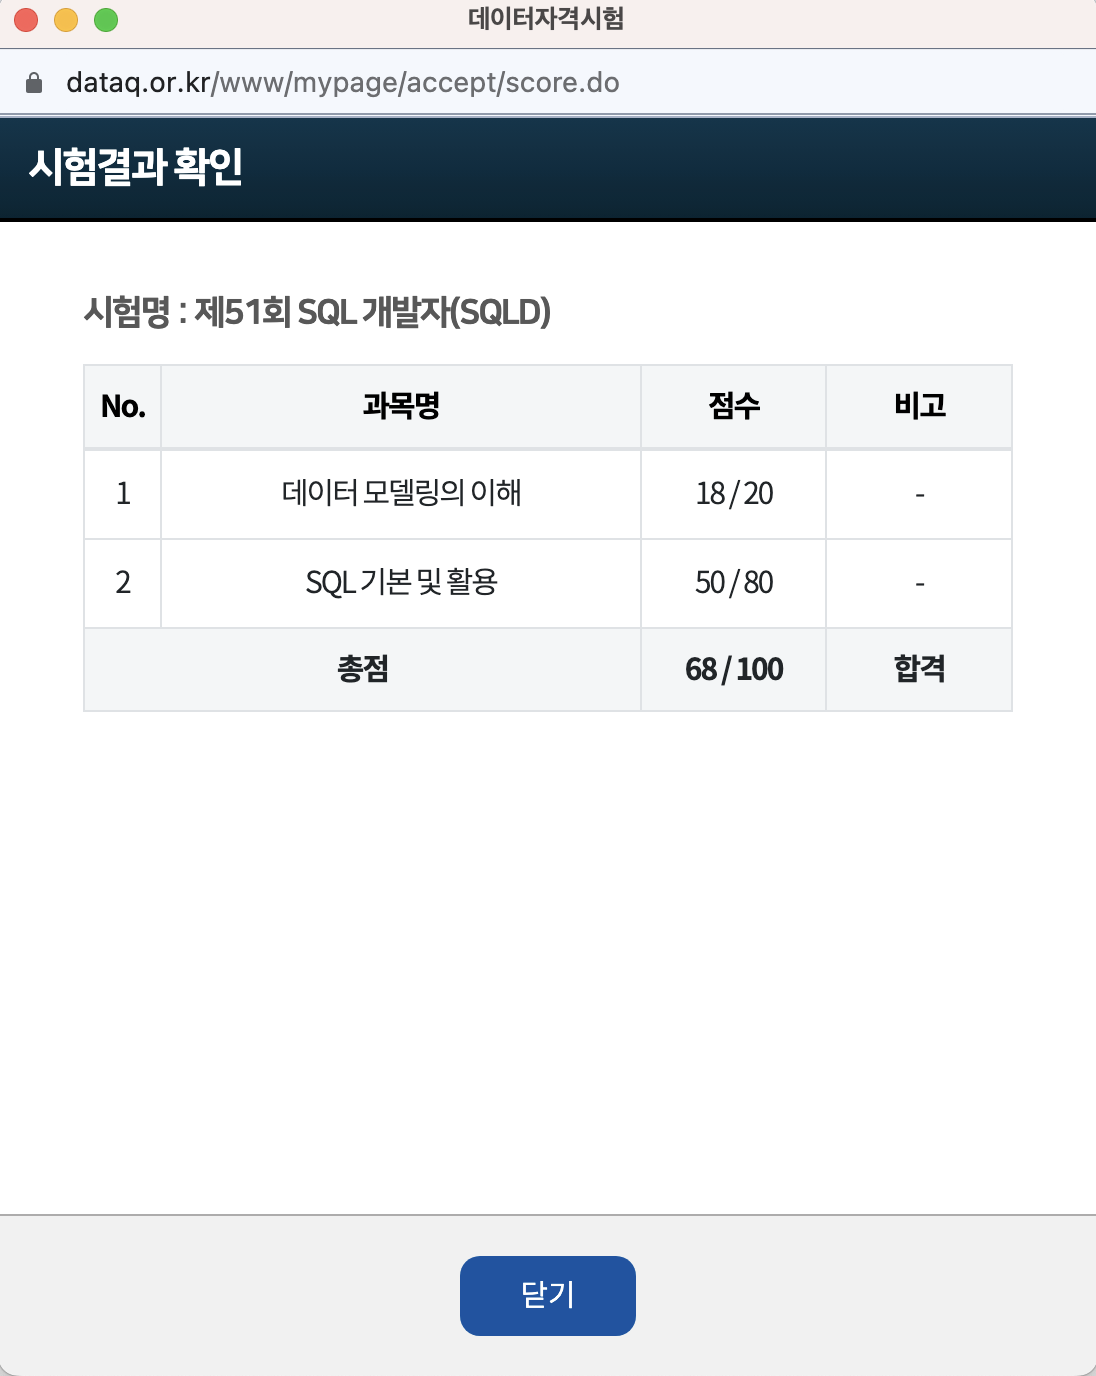 데이터자격시험
dataq.or.kr/www/mypage/accept/score.do
시험결과 확인
시험명 : 제51회 SQL 개발자(SQLD)
No. 과목명 점수 비고
1 데이터 모델링의 이해 18 / 20 -
2 SQL 기본 및 활용 50 / 80 -
총점 68 / 100 합격
닫기